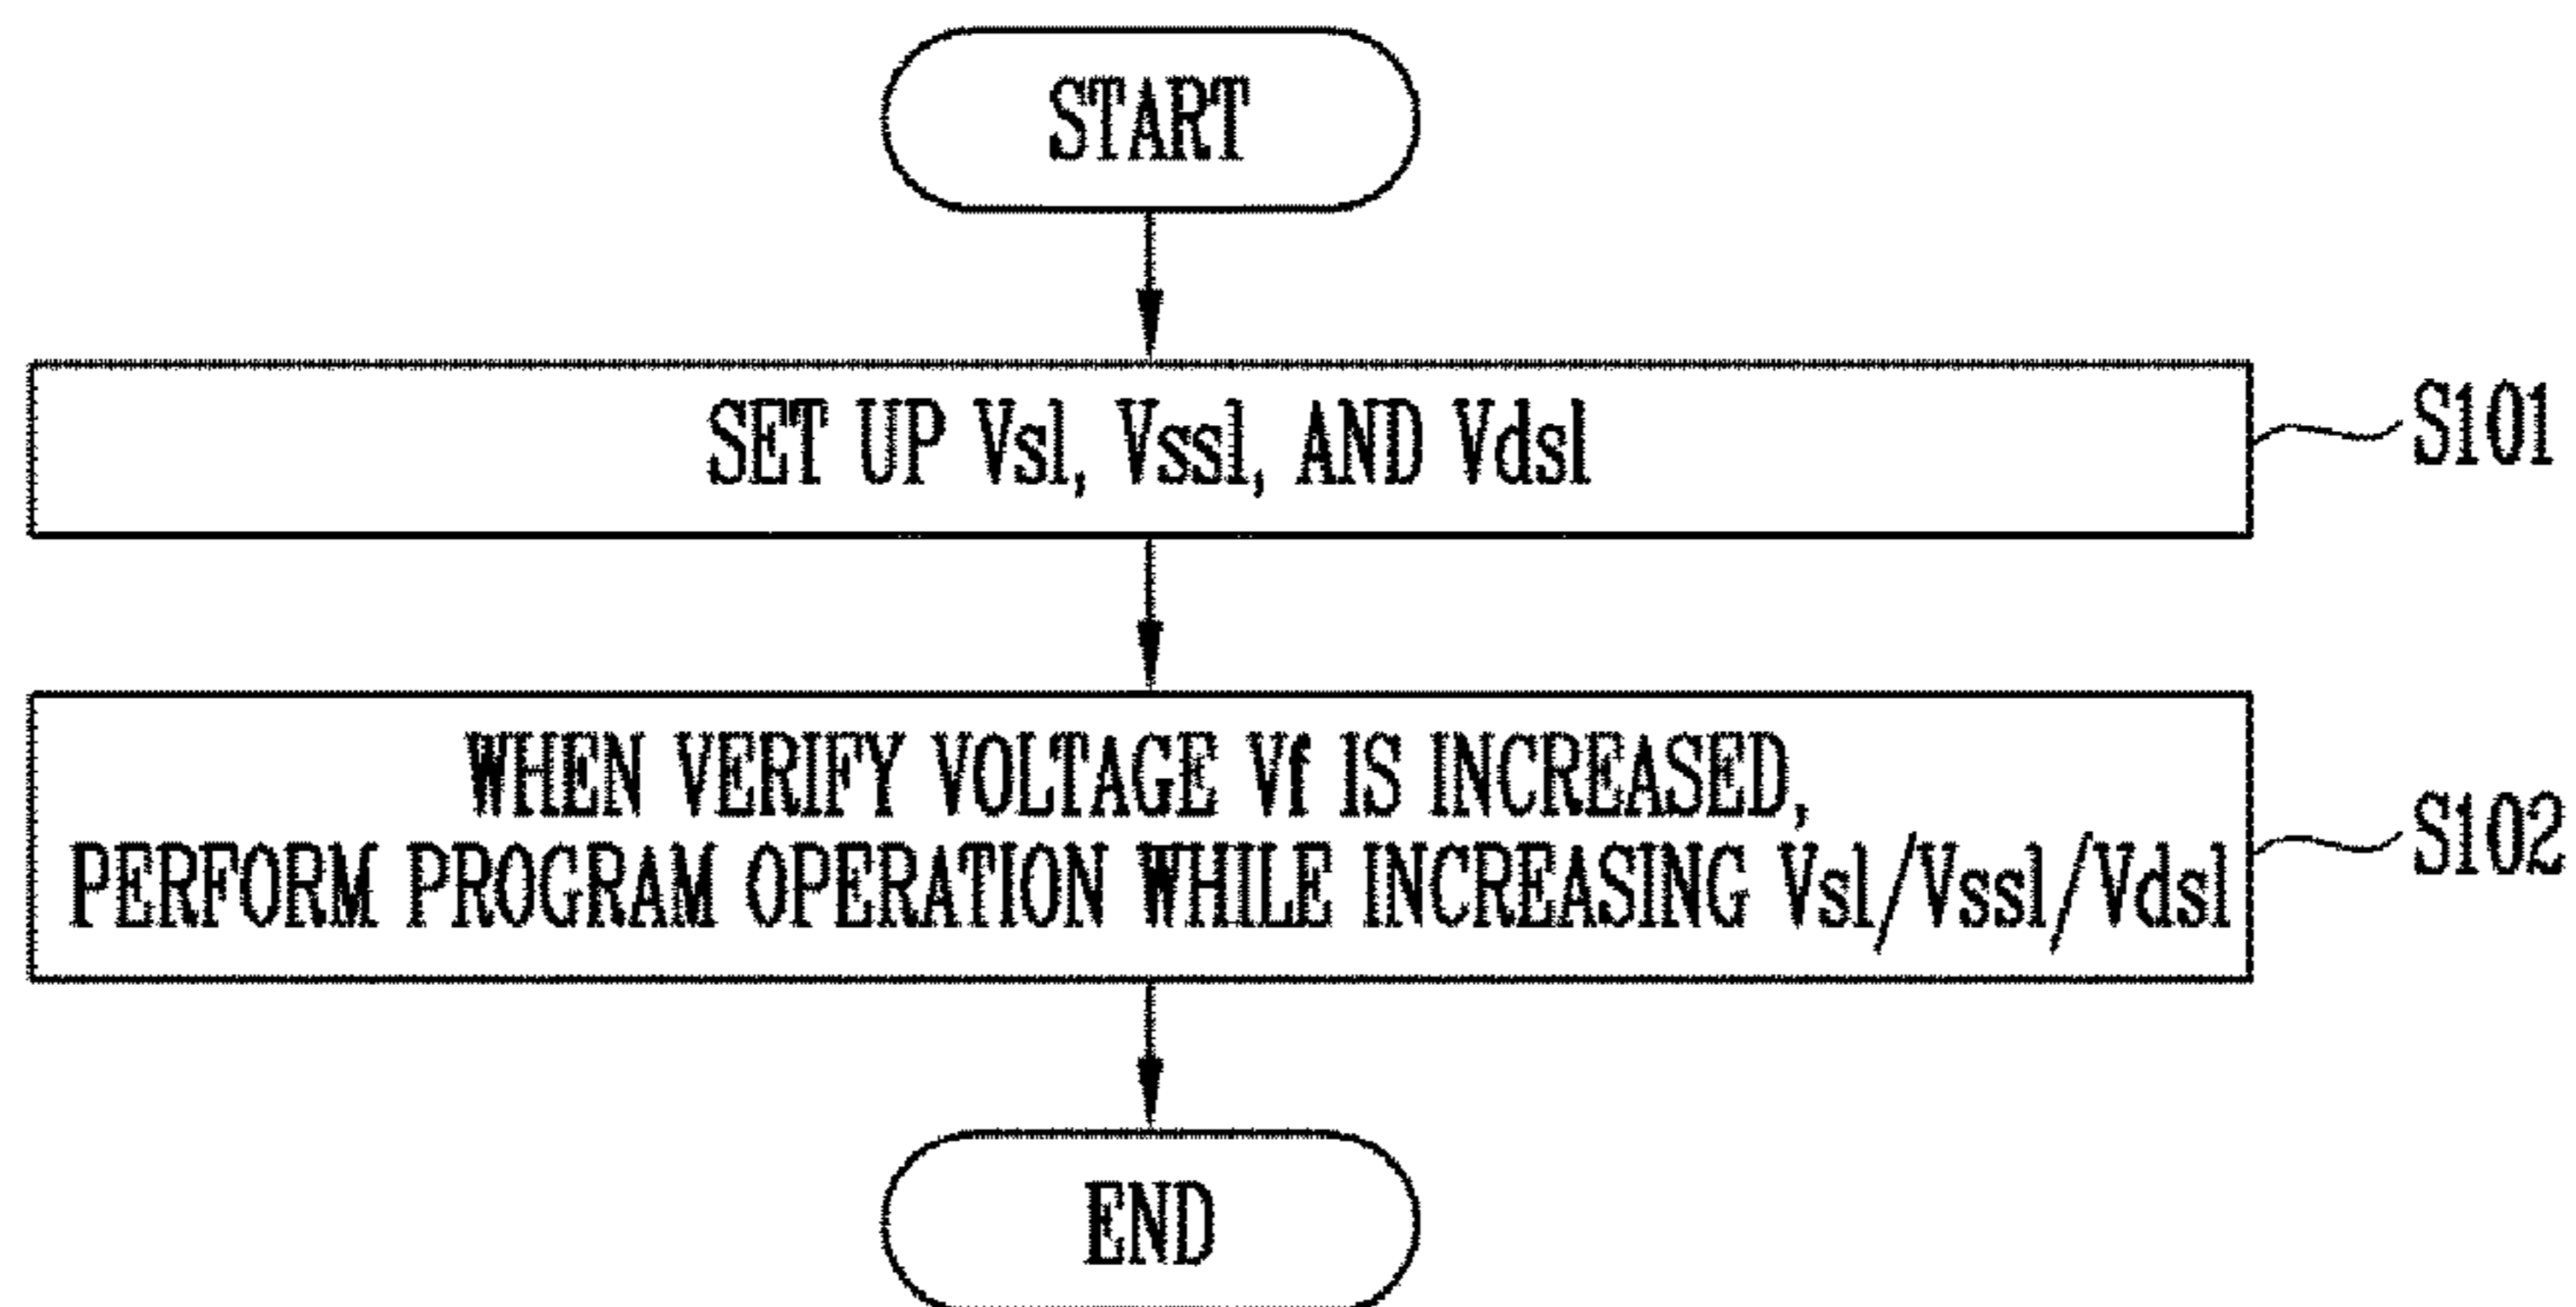 START
SET UP Vsl, Vssl, AND Vdsl
S101
WHEN VERIFY VOLTAGE Vf IS INCREASED,
PERFORM PROGRAM OPERATION WHILE INCREASING Vsl/Vssl/Vdsl
S102
END